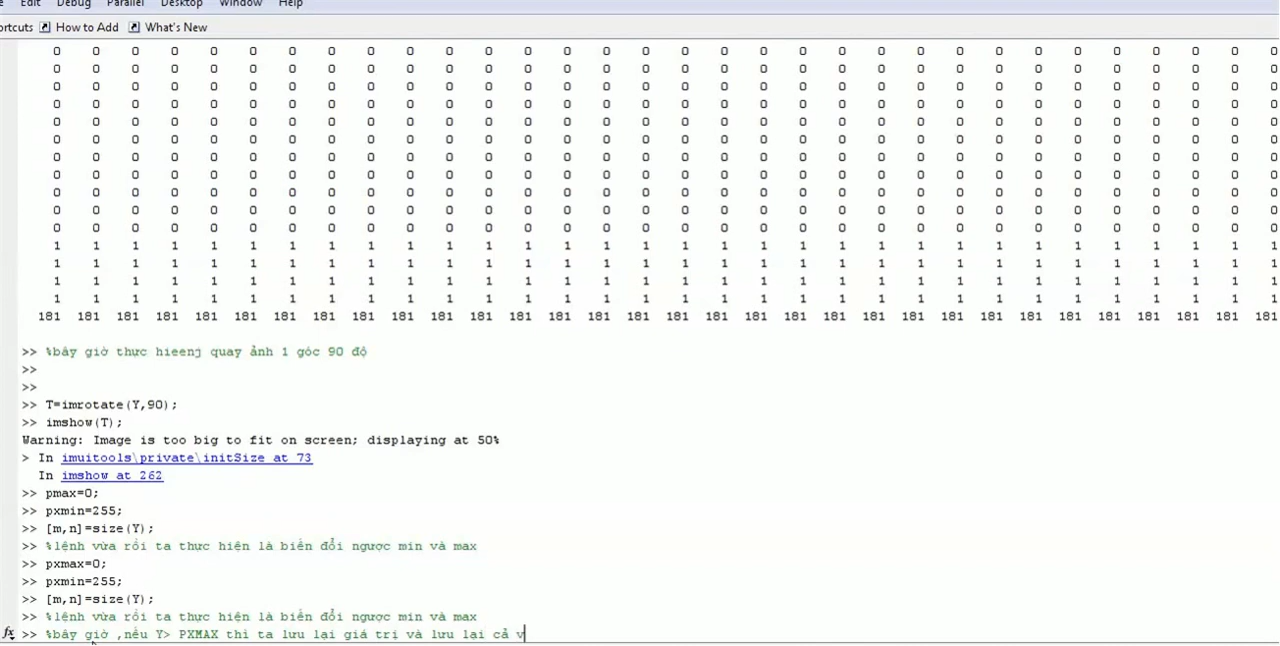 e Edit Debug Parallel Desktop Window Help
ortcuts How to Add What's New
0 0 0 0 0 0 0 0 0 0 0 0 0 0 0 0 0 0 0 0 0 0 0 0 0 0 0 0 0 0 0 0
0 0 0 0 0 0 0 0 0 0 0 0 0 0 0 0 0 0 0 0 0 0 0 0 0 0 0 0 0 0 0 0
0 0 0 0 0 0 0 0 0 0 0 0 0 0 0 0 0 0 0 0 0 0 0 0 0 0 0 0 0 0 0 0
0 0 0 0 0 0 0 0 0 0 0 0 0 0 0 0 0 0 0 0 0 0 0 0 0 0 0 0 0 0 0 0
0 0 0 0 0 0 0 0 0 0 0 0 0 0 0 0 0 0 0 0 0 0 0 0 0 0 0 0 0 0 0 0
0 0 0 0 0 0 0 0 0 0 0 0 0 0 0 0 0 0 0 0 0 0 0 0 0 0 0 0 0 0 0 0
0 0 0 0 0 0 0 0 0 0 0 0 0 0 0 0 0 0 0 0 0 0 0 0 0 0 0 0 0 0 0 0
0 0 0 0 0 0 0 0 0 0 0 0 0 0 0 0 0 0 0 0 0 0 0 0 0 0 0 0 0 0 0 0
0 0 0 0 0 0 0 0 0 0 0 0 0 0 0 0 0 0 0 0 0 0 0 0 0 0 0 0 0 0 0 0
0 0 0 0 0 0 0 0 0 0 0 0 0 0 0 0 0 0 0 0 0 0 0 0 0 0 0 0 0 0 0 0
0 0 0 0 0 0 0 0 0 0 0 0 0 0 0 0 0 0 0 0 0 0 0 0 0 0 0 0 0 0 0 0
1 1 1 1 1 1 1 1 1 1 1 1 1 1 1 1 1 1 1 1 1 1 1 1 1 1 1 1 1 1 1 1
1 1 1 1 1 1 1 1 1 1 1 1 1 1 1 1 1 1 1 1 1 1 1 1 1 1 1 1 1 1 1 1
1 1 1 1 1 1 1 1 1 1 1 1 1 1 1 1 1 1 1 1 1 1 1 1 1 1 1 1 1 1 1 1
1 1 1 1 1 1 1 1 1 1 1 1 1 1 1 1 1 1 1 1 1 1 1 1 1 1 1 1 1 1 1 1
181 181 181 181 181 181 181 181 181 181 181 181 181 181 181 181 181 181 181 181 181 181 181 181 181 181 181 181 181 181 181 181
>> %bây giờ thực hieenj quay ảnh 1 góc 90 độ
>>
>>
>> T=imrotate(Y,90);
>> imshow(T);
Warning: Image is too big to fit on screen; displaying at 50%
> In imuitools\private\initSize at 73
In imshow at 262
>> pmax=0;
>> pxmin=255;
>> [m,n]=size(Y);
>> %lệnh vừa rồi ta thực hiện là biến đổi ngược min và max
>> pxmax=0;
>> pxmin=255;
>> [m,n]=size(Y);
>> %lệnh vừa rồi ta thực hiện là biến đổi ngược min và max
fx >> %bây giờ ,nếu Y> PXMAX thì ta lưu lại giá trị và lưu lại cả v